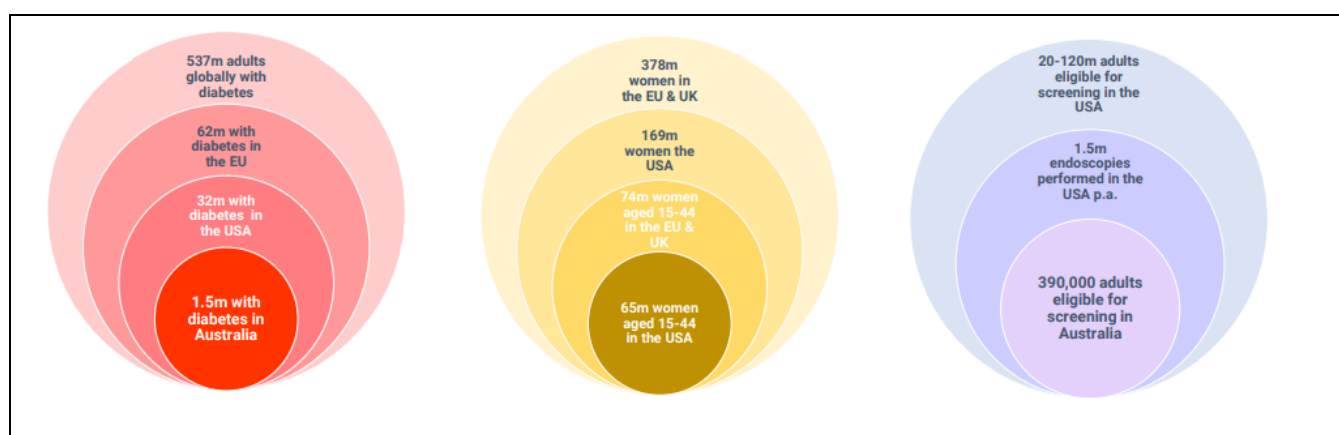 537m adults
globally with
diabetes
62m with
diabetes in
the EU
32m with
diabetes in
the USA
1.5m with
diabetes in
Australia
378m
women in
the EU & UK
169m
women the
USA
74m women
aged 15-44
in the EU &
UK
65m women
aged 15-44
in the USA
20-120m adults
eligible for
screening in the
USA
1.5m
endoscopies
performed in the
USA p.a.
390,000 adults
eligible for
screening in
Australia